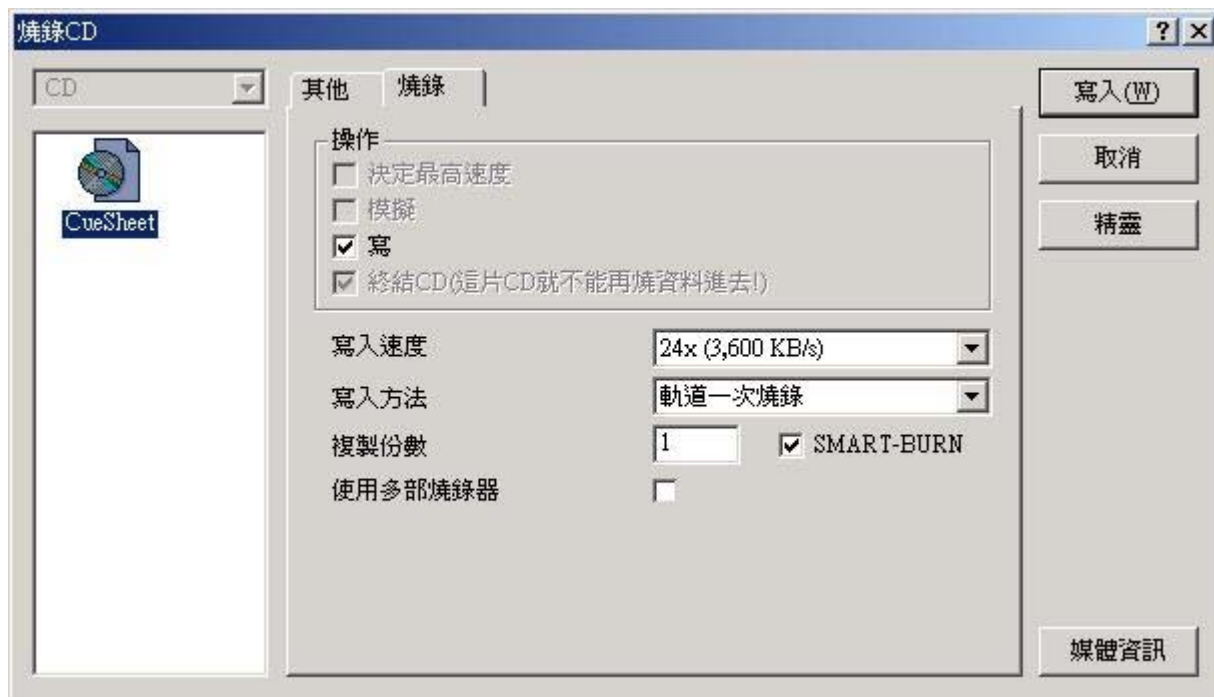 燒錄CD
CD
其他
燒錄
寫入(W)
操作
決定最高速度
取消
模擬
CueSheet
寫
精靈
終結CD(這片CD就不能再燒資料進去!)
寫入速度
24x (3,600 KB/s)
寫入方法
軌道一次燒錄
複製份數
1
SMART-BURN
使用多部燒錄器
媒體資訊